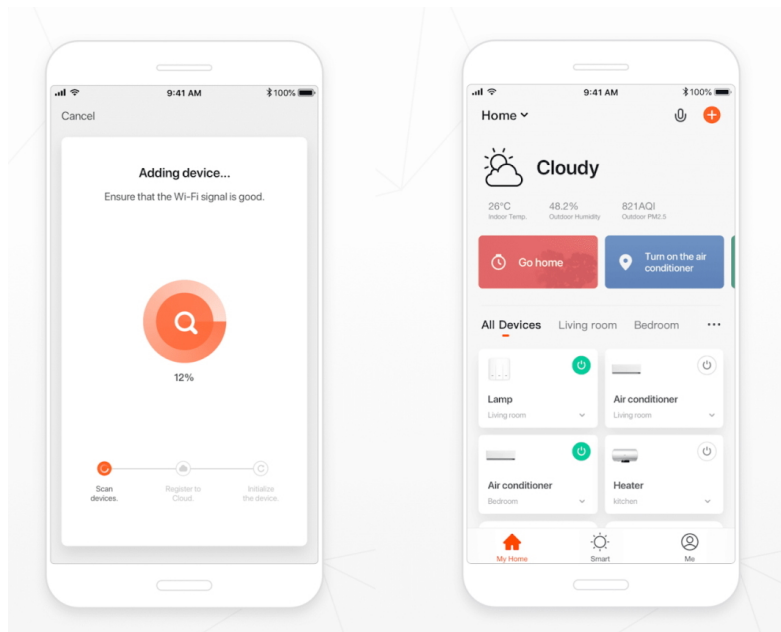 9:41 AM
100%
Cancel
Adding device...
Ensure that the Wi-Fi signal is good.
12%
Scan
devices.
Register to
Cloud.
Initialize
the device.
9:41 AM
100%
Home
Cloudy
26°C
48.2%
821AQI
Indoor Temp.
Outdoor Humidity
Outdoor PM2.5
Go home
Turn on the air
conditioner
All Devices
Living room
Bedroom
Lamp
Living room
Air conditioner
Living room
Air conditioner
Bedroom
Heater
kitchen
My Home
Smart
Me